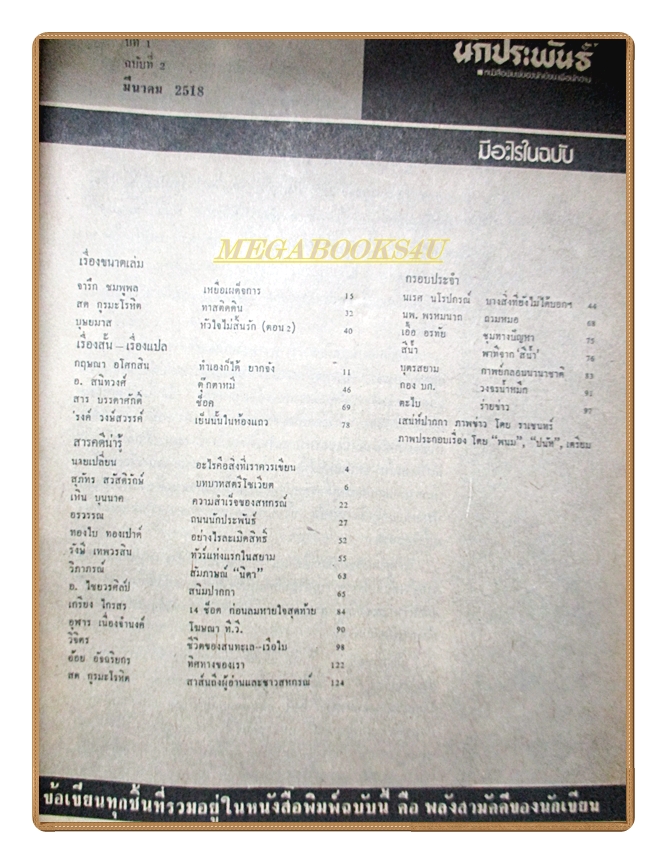 ปีที่ 1
ฉบับที่ 2
มีนาคม 2518
นักประพันธ์
มีอะไรในฉบับ
MEGABOOKS4U
เรื่องขนาดเล่ม
จารึก ชมพูพล เหยื่อเผด็จการ 15
สด กูรมะโรหิต ทาสติดดิน 32
บุษยมาส หัวใจไม่สิ้นรัก (ตอน 2) 40
เรื่องสั้น – เรื่องแปล
กฤษณา อโศกสิน ทำเองก็ได้ ยากจัง 11
อ. สนิทวงศ์ ตุ๊กตาหมี 46
สาร บรรดาศักดิ์ ช็อค 69
'รงค์ วงษ์สวรรค์ เย็นนั้นในห้องแถว 78
สารคดีน่ารู้
นายเปลี่ยน อะไรคือสิ่งที่เราควรเขียน 4
สุภัทร สวัสดิรักษ์ บทบาทสตรีโซเวียต 6
เทิน บุนนาค ความสำเร็จของสหกรณ์ 22
อรวรรณ ถนนนักประพันธ์ 27
ทองใบ ทองเปาด์ อย่างไรละเมิดสิทธิ์ 52
รังษี เทพวรสิน ทัวร์แห่งแรกในสยาม 55
วิภาภรณ์ สัมภาษณ์ "นิดา" 63
อ. ไชยวรศิลป์ สนิมปากกา 65
เกรียง ไกรสร 14 ช็อค ก่อนลมหายใจสุดท้าย 84
อุฬาร เนื่องจำนงค์ โฆษณา ที.วี. 90
วิจิตร ชีวิตของสนทะเล–เรือใบ 98
อ้อย อัจฉริยกร ทิศทางของเรา 122
สด กูรมะโรหิต สาส์นถึงผู้อ่านและชาวสหกรณ์ 124
กรอบประจำ
นเรศ นโรปกรณ์ บางสิ่งที่ยังไม่ได้บอกฯ 44
นพ. พรหมนาถ ถวมหมอ 68
เอื้อ อรทัย ชุมทางปัญหา 75
สีน้ำ พาทีจาก 'สีน้ำ' 76
บุตรสยาม กาพย์กลอนนานาชาติ 83
กอง บก. วงจรน้ำหมึก 95
ตะใบ รายข่าว 97
เสน่ห์ปากกา ภาพข่าว โดย ราเชนทร์
ภาพประกอบเรื่อง โดย "พนม", "ปนัท", เตรียม
ข้อเขียนทุกชิ้นที่รวมอยู่ในหนังสือพิมพ์ฉบับนี้ คือ พลังสามัคคีของนักเขียน